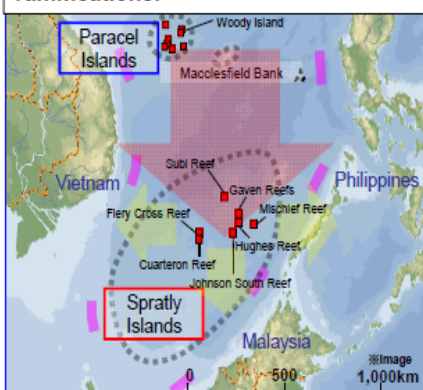 Woody Island
Paracel
Islands
Macclesfield Bank
Subi Reef
Vietnam
Gaven Reefs
Philippines
Fiery Cross Reef
Mischief Reef
Hughes Reef
Cuarteron Reef
Johnson South Reef
Spratly
Islands
Malaysia
※Image
0
500
1,000km